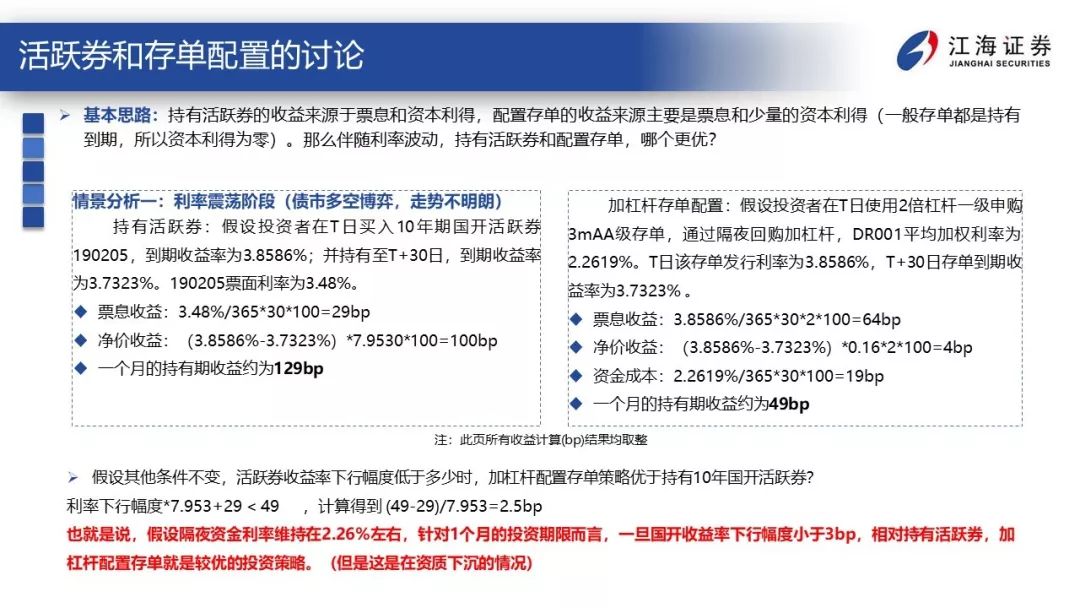 活跃券和存单配置的讨论
江海证券
JIANGHAI SECURITIES
基本思路：持有活跃券的收益来源于票息和资本利得，配置存单的收益来源主要是票息和少量的资本利得（一般存单都是持有
到期，所以资本利得为零）。那么伴随利率波动，持有活跃券和配置存单，哪个更优？
情景分析一：利率震荡阶段（债市多空博弈，走势不明朗）
持有活跃券：假设投资者在T日买入10年期国开活跃券
190205，到期收益率为3.8586%；并持有至T+30日，到期收益率
为3.7323%。190205票面利率为3.48%。
票息收益：3.48%/365*30*100=29bp
净价收益：（3.8586%-3.7323%）*7.9530*100=100bp
一个月的持有期收益约为129bp
加杠杆存单配置：假设投资者在T日使用2倍杠杆一级申购
3mAA级存单，通过隔夜回购加杠杆，DR001平均加权利率为
2.2619%。T日该存单发行利率为3.8586%，T+30日存单到期收
益率为3.7323% 。
票息收益：3.8586%/365*30*2*100=64bp
净价收益：（3.8586%-3.7323%）*0.16*2*100=4bp
资金成本：2.2619%/365*30*100=19bp
一个月的持有期收益约为49bp
注：此页所有收益计算(bp)结果均取整
假设其他条件不变，活跃券收益率下行幅度低于多少时，加杠杆配置存单策略优于持有10年国开活跃券？
利率下行幅度*7.953+29 < 49 ，计算得到 (49-29)/7.953=2.5bp
也就是说，假设隔夜资金利率维持在2.26%左右，针对1个月的投资期限而言，一旦国开收益率下行幅度小于3bp，相对持有活跃券，加
杠杆配置存单就是较优的投资策略。（但是这是在资质下沉的情况）